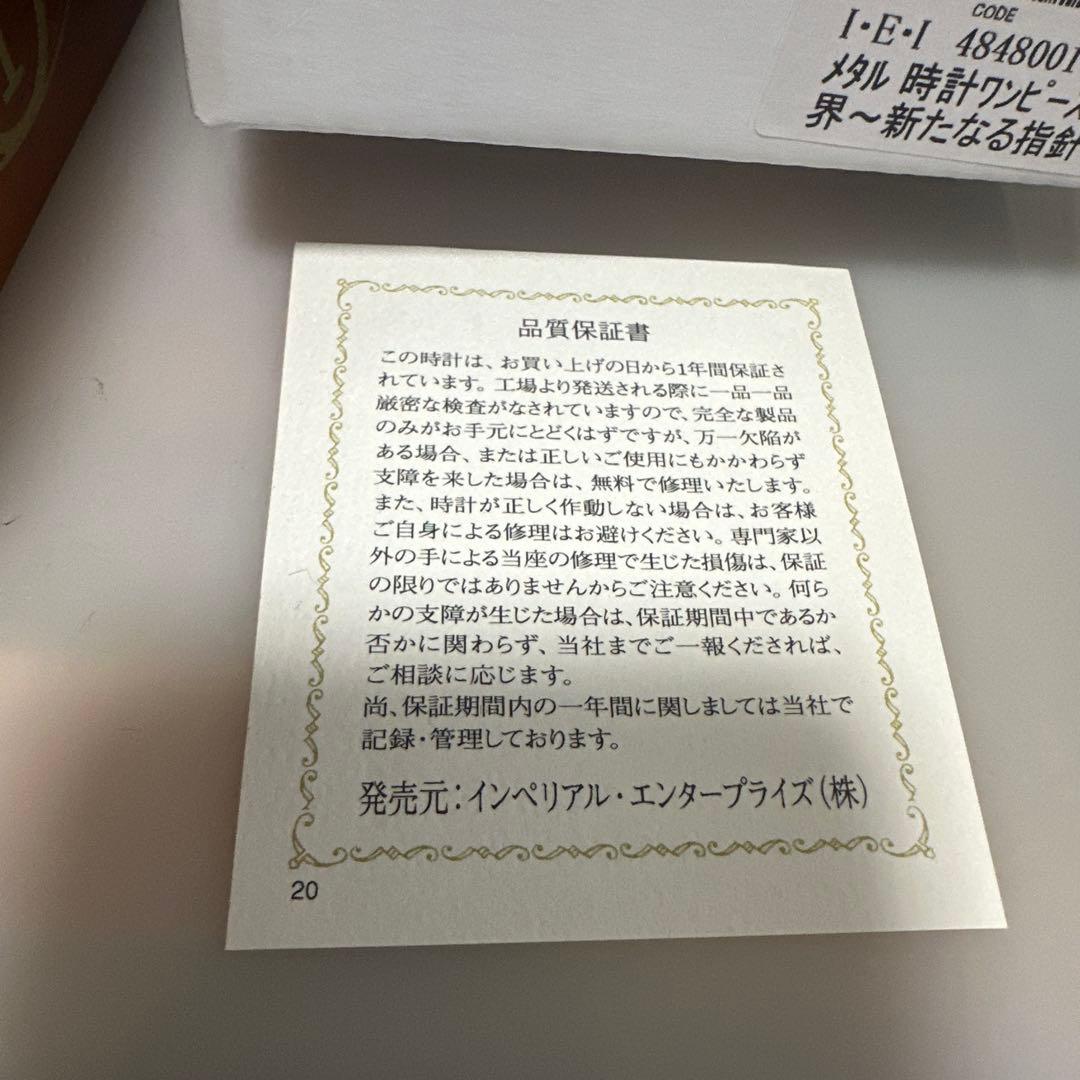 CODE
I・E・I 4848001
メタル 時計ワンピース
界～新たなる指針
品質保証書
この時計は、お買い上げの日から1年間保証さ
れています。工場より発送される際に一品一品
厳密な検査がなされていますので、完全な製品
のみがお手元にとどくはずですが、万一欠陥が
ある場合、または正しいご使用にもかかわらず
支障を来した場合は、無料で修理いたします。
また、時計が正しく作動しない場合は、お客様
ご自身による修理はお避けください。専門家以
外の手による当座の修理で生じた損傷は、保証
の限りではありませんからご注意ください。何ら
かの支障が生じた場合は、保証期間中であるか
否かに関わらず、当社までご一報くだされば、
ご相談に応じます。
尚、保証期間内の一年間に関しましては当社で
記録・管理しております。
発売元：インペリアル・エンタープライズ（株）
20